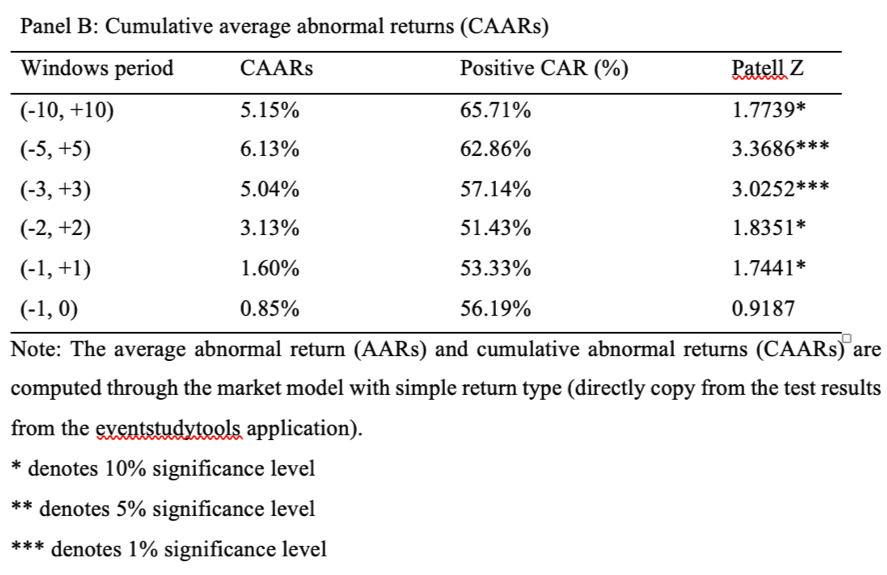 Panel B: Cumulative average abnormal returns (CAARs)
Windows period CAARs Positive CAR (%) Patell Z
(-10, +10) 5.15% 65.71% 1.7739*
(-5, +5) 6.13% 62.86% 3.3686***
(-3, +3) 5.04% 57.14% 3.0252***
(-2, +2) 3.13% 51.43% 1.8351*
(-1, +1) 1.60% 53.33% 1.7441*
(-1, 0) 0.85% 56.19% 0.9187
Note: The average abnormal return (AARs) and cumulative abnormal returns (CAARs) are
computed through the market model with simple return type (directly copy from the test results
from the eventstudytools application).
* denotes 10% significance level
** denotes 5% significance level
*** denotes 1% significance level